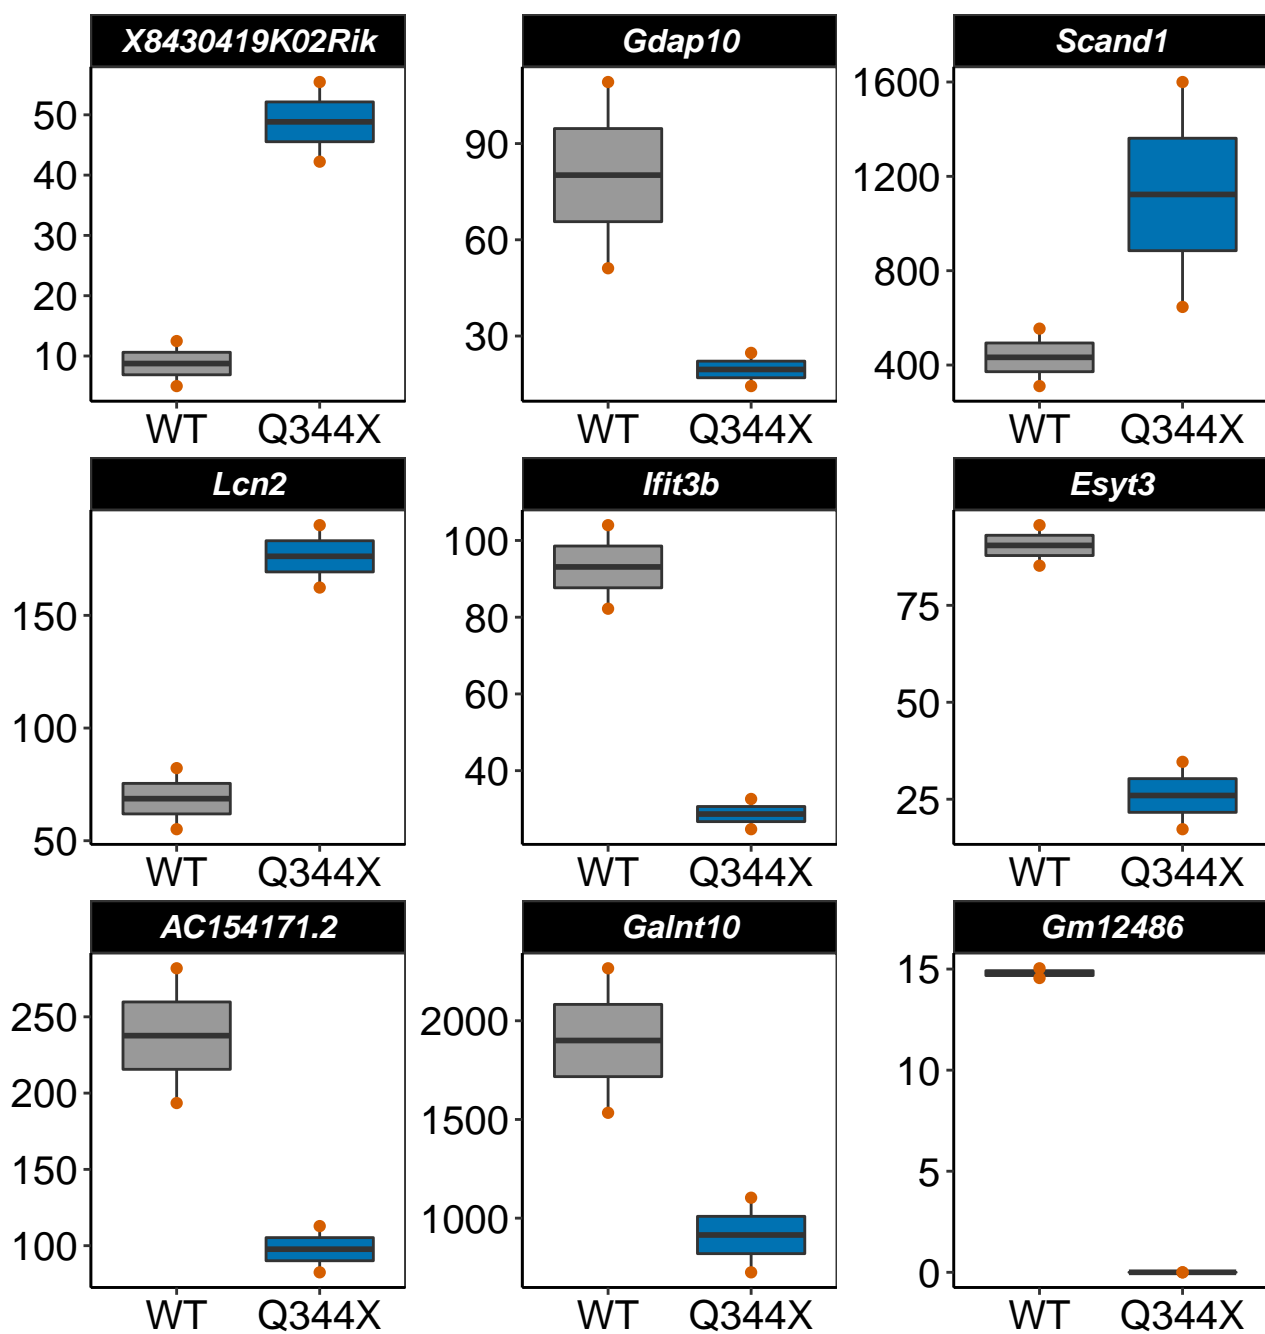 X8430419K02Rik
Gdap10
Scand1
50
40
30
20
10
90
60
30
1600
1200
800
400
WT Q344X
WT Q344X
WT Q344X
Lcn2
Ifit3b
Esyt3
150
100
50
100
80
60
40
75
50
25
WT Q344X
WT Q344X
WT Q344X
AC154171.2
Galnt10
Gm12486
250
200
150
100
2000
1500
1000
15
10
5
0
WT Q344X
WT Q344X
WT Q344X